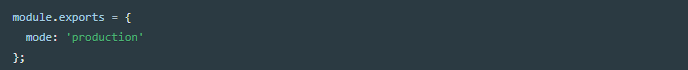 module.exports = {
  mode: 'production'
};